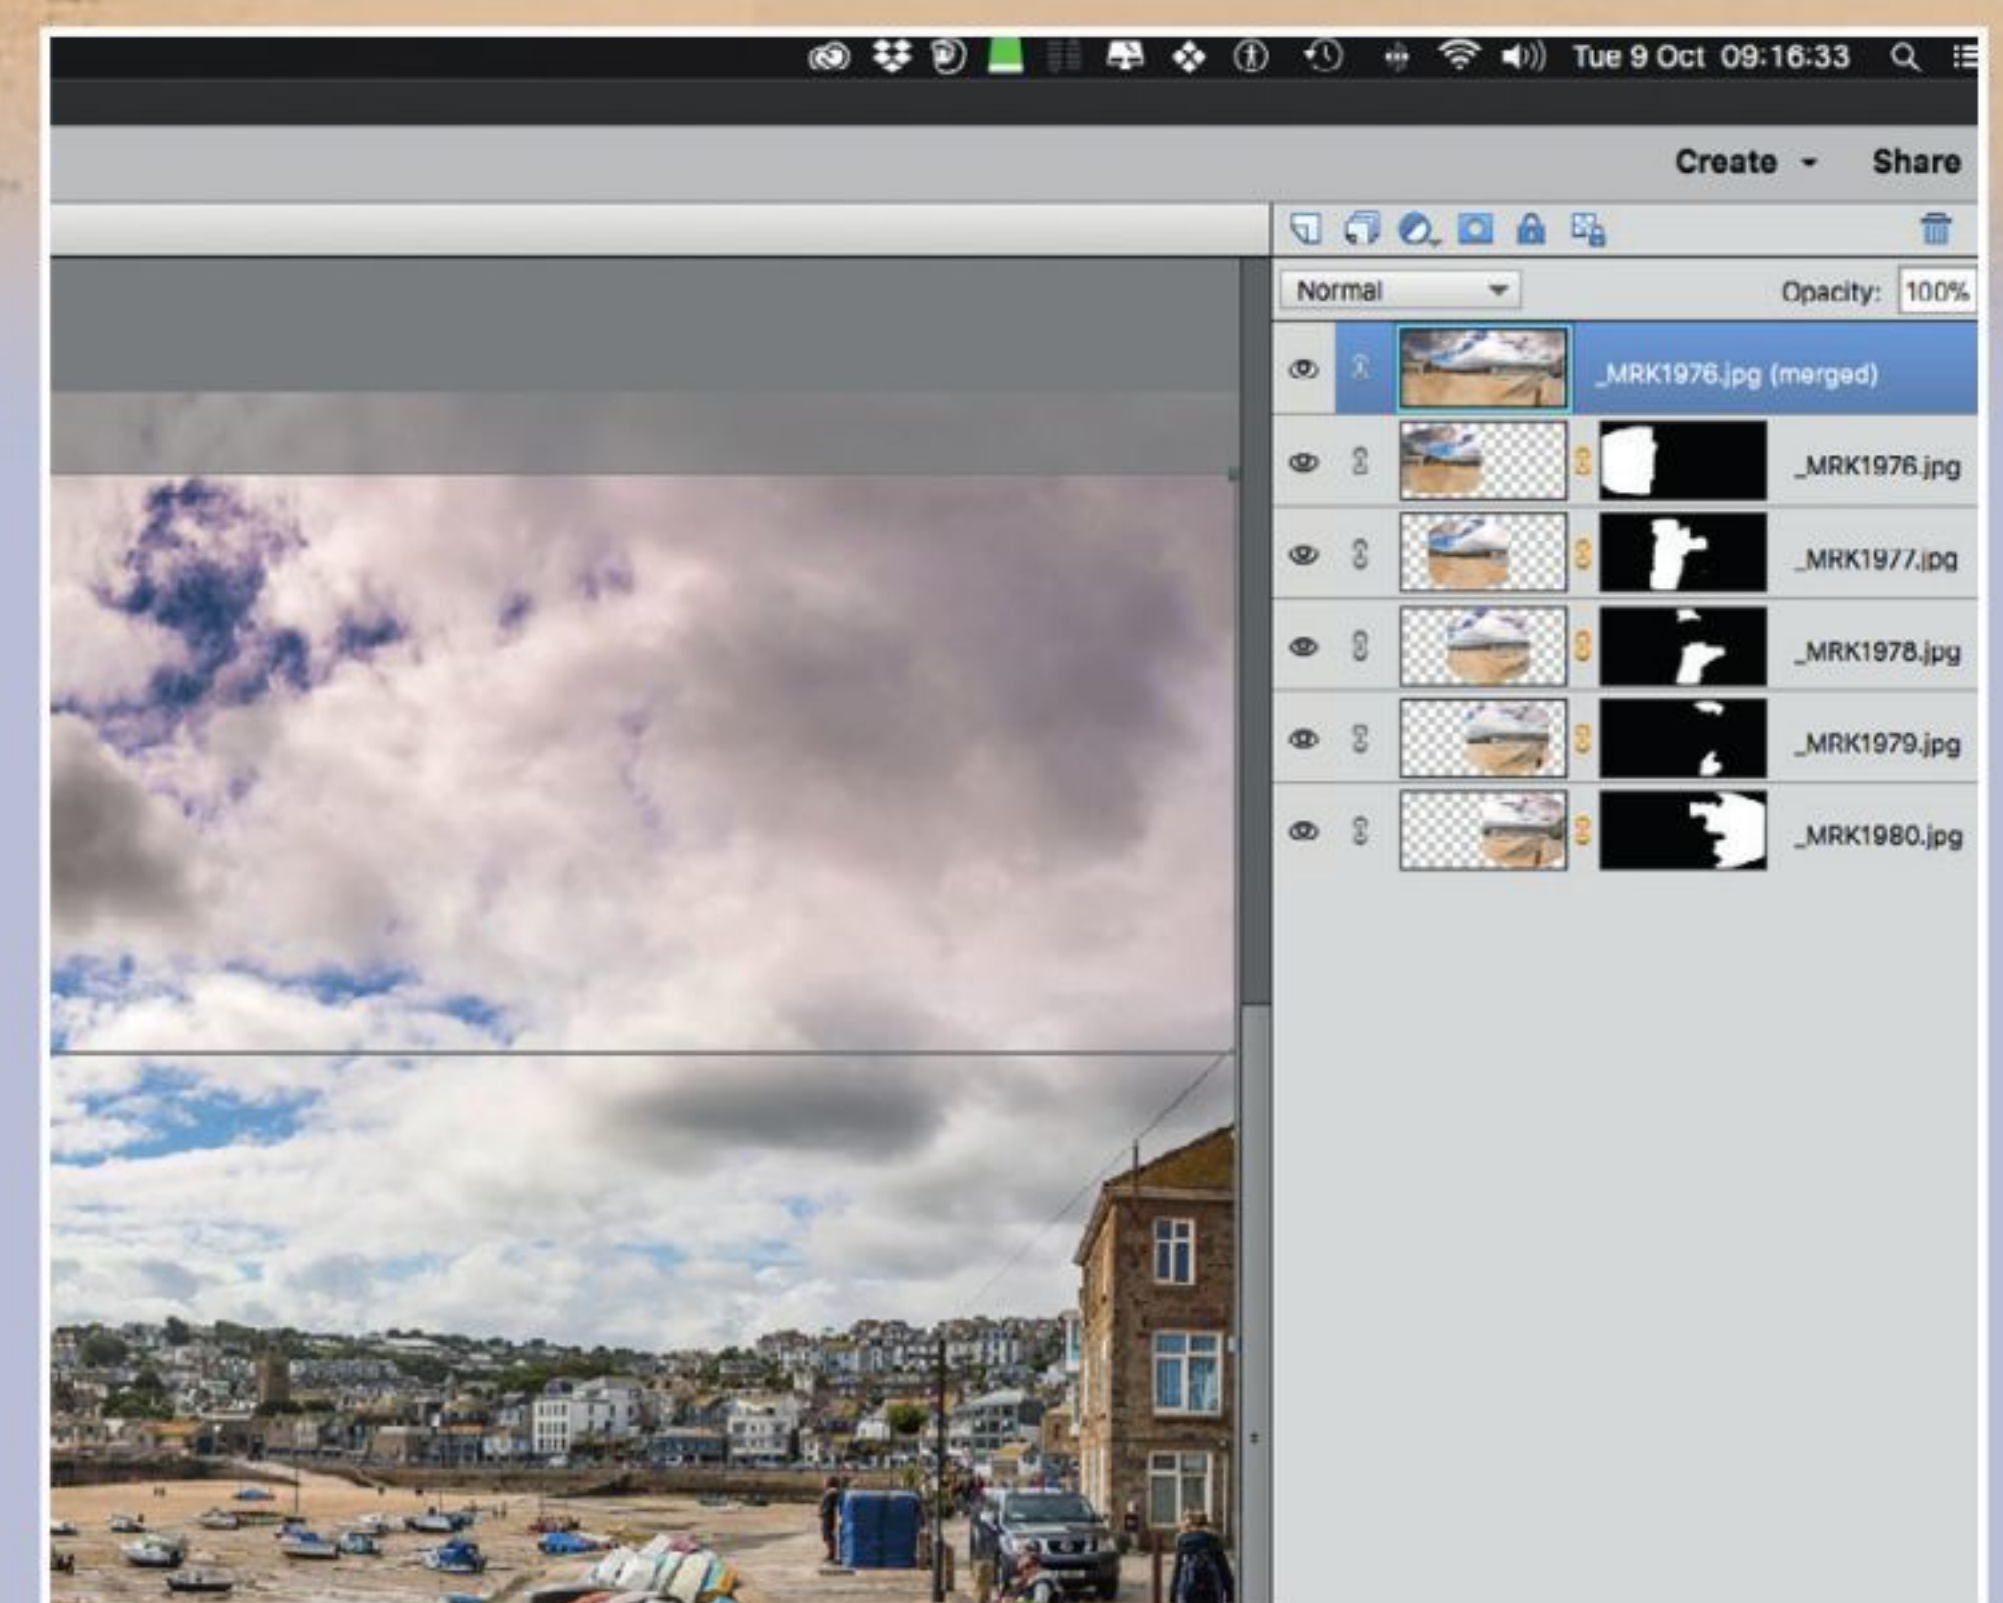 Tue 9 Oct 09:16:33
Create Share
Normal Opacity: 100%
_MRK1976.jpg (merged)
_MRK1976.jpg
_MRK1977.jpg
_MRK1978.jpg
_MRK1979.jpg
_MRK1980.jpg